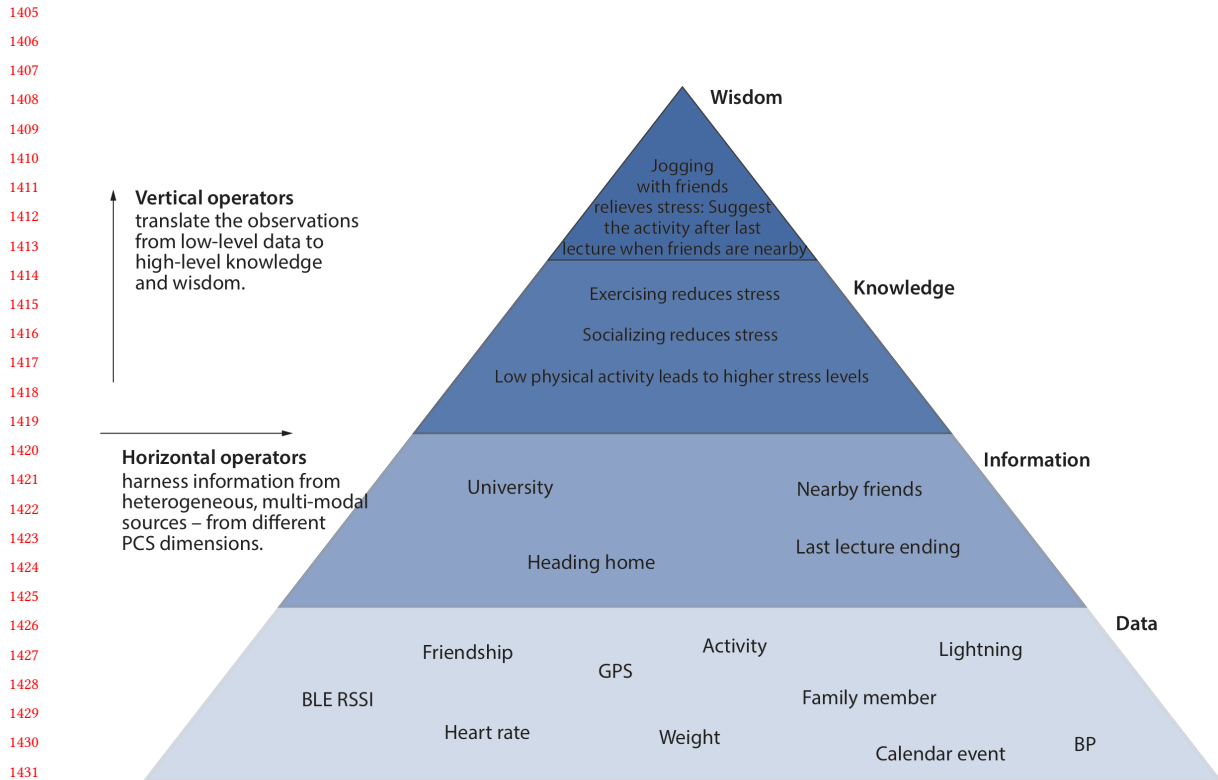 1405
1406
1407
1408
1409
1410
1411
1412
1413
1414
1415
1416
1417
1418
1419
1420
1421
1422
1423
1424
1425
1426
1427
1428
1429
1430
1431
Vertical operators
translate the observations
from low-level data to
high-level knowledge
and wisdom.
Horizontal operators
harness information from
heterogeneous, multi-modal
sources – from different
PCS dimensions.
Wisdom
Jogging
with friends
relieves stress: Suggest
the activity after last
lecture when friends are nearby
Knowledge
Exercising reduces stress
Socializing reduces stress
Low physical activity leads to higher stress levels
Information
University
Nearby friends
Heading home
Last lecture ending
Data
Friendship
GPS
Activity
Lightning
BLE RSSI
Family member
Heart rate
Weight
Calendar event
BP